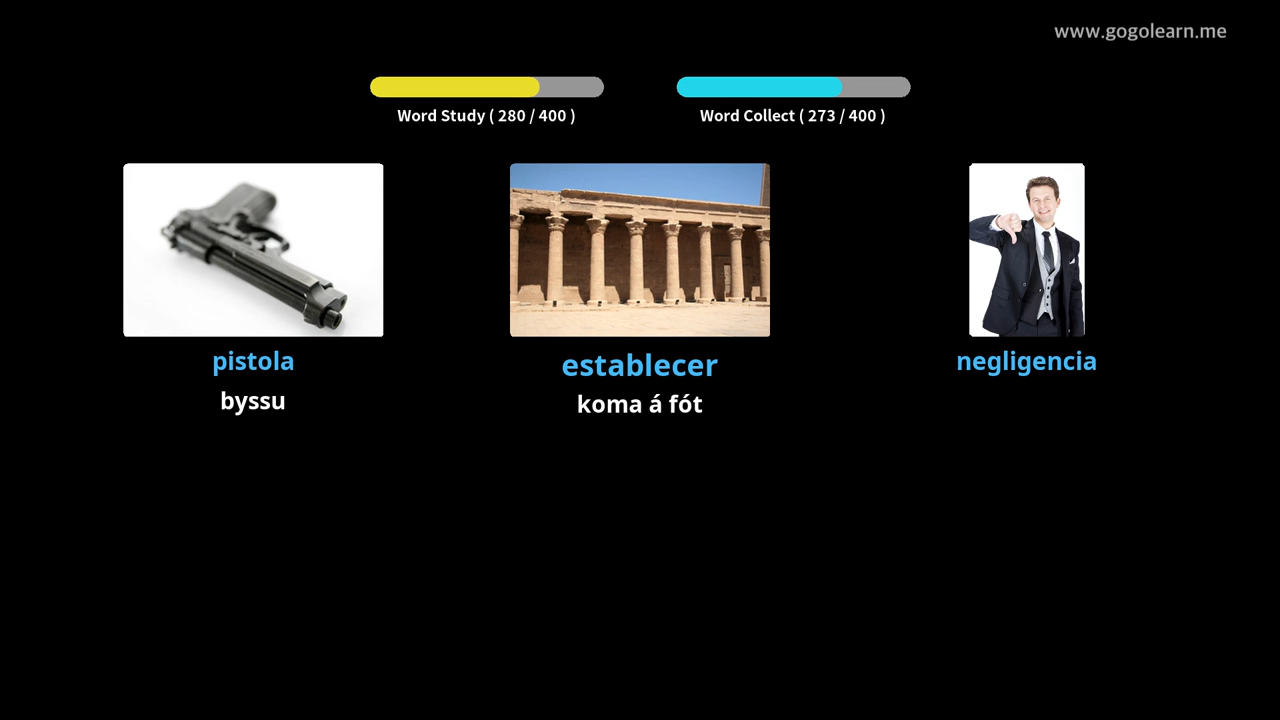 www.gogolearn.me
Word Study ( 280 / 400 )
Word Collect ( 273 / 400 )
pistola
byssu
establecer
koma á fót
negligencia